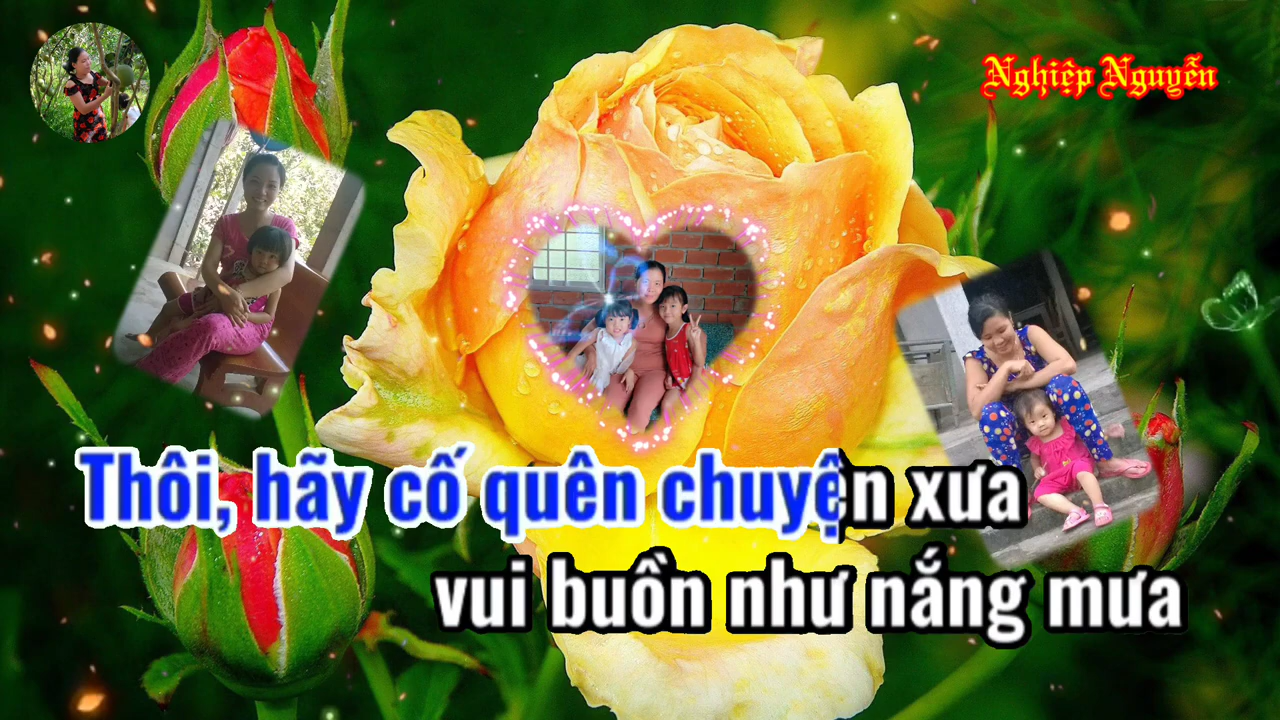 Nghiệp Nguyễn
Thôi, hãy cố quên chuyện xưa
vui buồn như nắng mưa